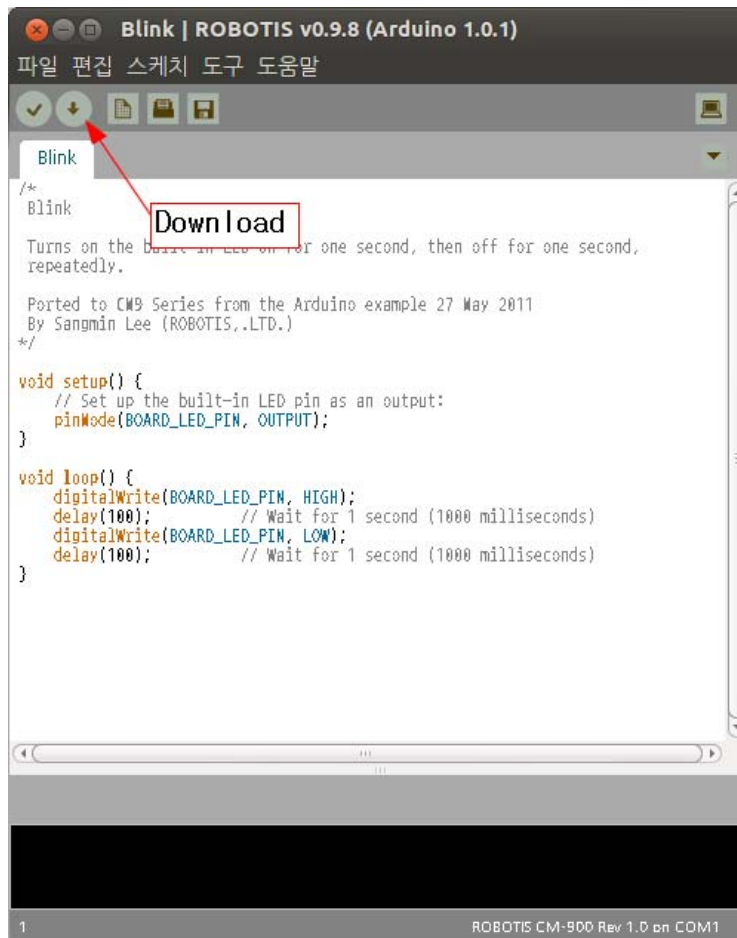 Blink | ROBOTIS v0.9.8 (Arduino 1.0.1)
파일 편집 스케치 도구 도움말
Blink
Download
/*
Blink
Turns on the built-in LED on for one second, then off for one second,
repeatedly.
Ported to CM9 Series from the Arduino example 27 May 2011
By Sangmin Lee (ROBOTIS,.LTD.)
*/
void setup() {
// Set up the built-in LED pin as an output:
pinMode(BOARD_LED_PIN, OUTPUT);
}
void loop() {
digitalWrite(BOARD_LED_PIN, HIGH);
delay(100); // Wait for 1 second (1000 milliseconds)
digitalWrite(BOARD_LED_PIN, LOW);
delay(100); // Wait for 1 second (1000 milliseconds)
}
1
ROBOTIS CM-900 Rev 1.0 on COM1